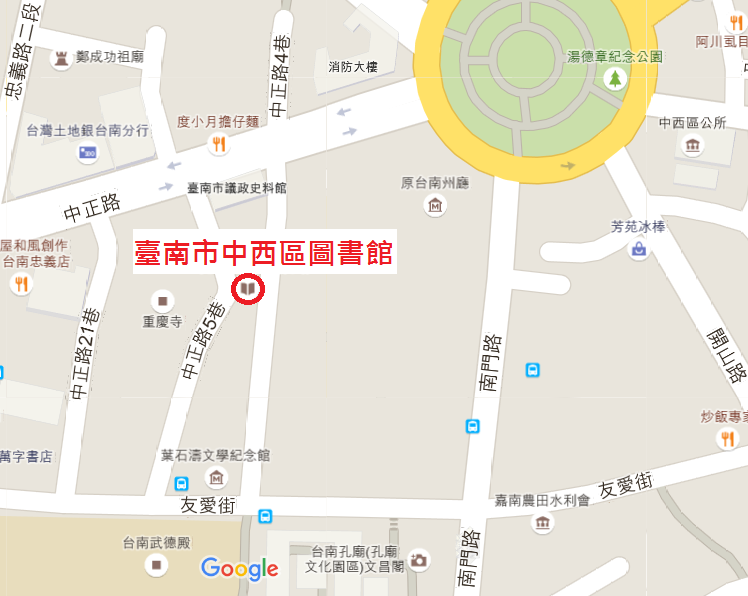 忠義路二段
鄭成功祖廟
中正路4巷
消防大樓
湯德章紀念公園
阿川虱目
台灣土地銀台南分行
度小月擔仔麵
中西區公所
臺南市議政史料館
原台南州廳
中正路
屋和風創作
台南忠義店
臺南市中西區圖書館
芳苑冰棒
重慶寺
中正路5巷
中正路21巷
南門路
開山路
炒飯專家
萬字書店
葉石濤文學紀念館
友愛街
嘉南農田水利會
友愛街
台南武德殿
Google
台南孔廟(孔廟
文化園區)文昌閣
南門路